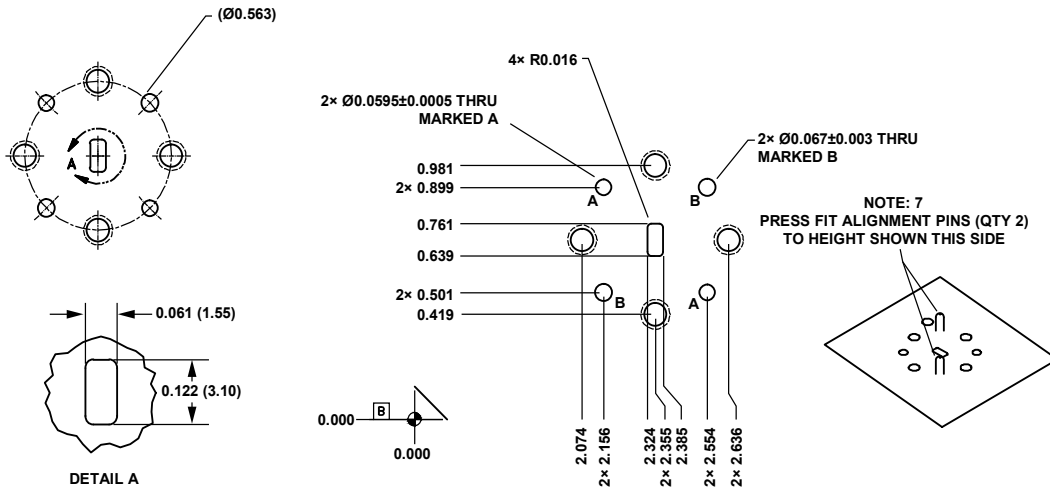 (Ø0.563)
A
4× R0.016
2× Ø0.0595±0.0005 THRU
MARKED A
2× Ø0.067±0.003 THRU
MARKED B
0.981
2× 0.899
A
B
0.761
0.639
2× 0.501
B
A
0.419
NOTE: 7
PRESS FIT ALIGNMENT PINS (QTY 2)
TO HEIGHT SHOWN THIS SIDE
0.061 (1.55)
0.122 (3.10)
DETAIL A
0.000
B
0.000
2.074
2× 2.156
2.324
2× 2.355
2.385
2× 2.554
2× 2.636